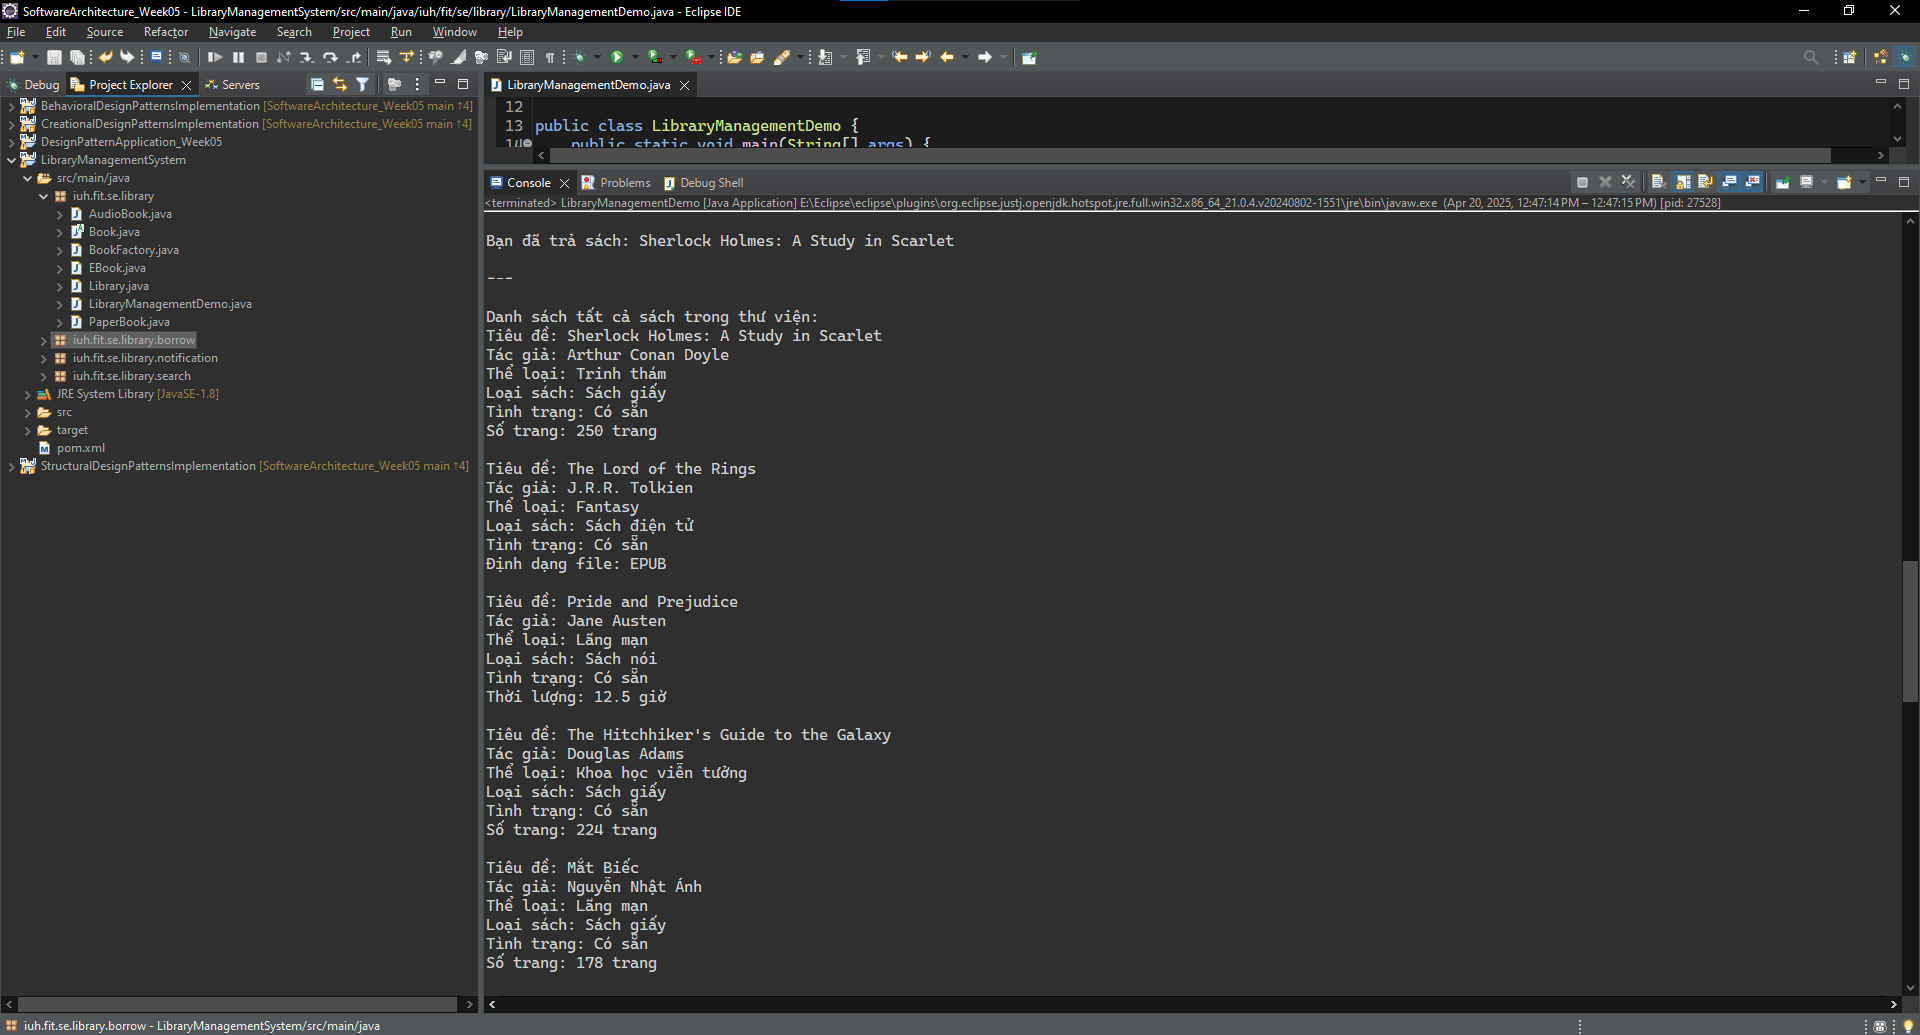 SoftwareArchitecture_Week05 - LibraryManagementSystem/src/main/java/iuh/fit/se/library/LibraryManagementDemo.java - Eclipse IDE
File Edit Source Refactor Navigate Search Project Run Window Help
Debug Project Explorer Servers
BehavioralDesignPatternsImplementation [SoftwareArchitecture_Week05 main ↑4]
CreationalDesignPatternsImplementation [SoftwareArchitecture_Week05 main ↑4]
DesignPatternApplication_Week05
LibraryManagementSystem
src/main/java
iuh.fit.se.library
AudioBook.java
Book.java
BookFactory.java
EBook.java
Library.java
LibraryManagementDemo.java
PaperBook.java
iuh.fit.se.library.borrow
iuh.fit.se.library.notification
iuh.fit.se.library.search
JRE System Library [JavaSE-1.8]
src
target
pom.xml
StructuralDesignPatternsImplementation [SoftwareArchitecture_Week05 main ↑4]
LibraryManagementDemo.java
12
13 public class LibraryManagementDemo {
14 public static void main(String[] args) {
Console Problems Debug Shell
<terminated> LibraryManagementDemo [Java Application] E:\Eclipse\eclipse\plugins\org.eclipse.justj.openjdk.hotspot.jre.full.win32.x86_64_21.0.4.v20240802-1551\jre\bin\javaw.exe (Apr 20, 2025, 12:47:14 PM – 12:47:15 PM) [pid: 27528]
Bạn đã trả sách: Sherlock Holmes: A Study in Scarlet
---
Danh sách tất cả sách trong thư viện:
Tiêu đề: Sherlock Holmes: A Study in Scarlet
Tác giả: Arthur Conan Doyle
Thể loại: Trinh thám
Loại sách: Sách giấy
Tình trạng: Có sẵn
Số trang: 250 trang
Tiêu đề: The Lord of the Rings
Tác giả: J.R.R. Tolkien
Thể loại: Fantasy
Loại sách: Sách điện tử
Tình trạng: Có sẵn
Định dạng file: EPUB
Tiêu đề: Pride and Prejudice
Tác giả: Jane Austen
Thể loại: Lãng mạn
Loại sách: Sách nói
Tình trạng: Có sẵn
Thời lượng: 12.5 giờ
Tiêu đề: The Hitchhiker's Guide to the Galaxy
Tác giả: Douglas Adams
Thể loại: Khoa học viễn tưởng
Loại sách: Sách giấy
Tình trạng: Có sẵn
Số trang: 224 trang
Tiêu đề: Mắt Biếc
Tác giả: Nguyễn Nhật Ánh
Thể loại: Lãng mạn
Loại sách: Sách giấy
Tình trạng: Có sẵn
Số trang: 178 trang
iuh.fit.se.library.borrow - LibraryManagementSystem/src/main/java